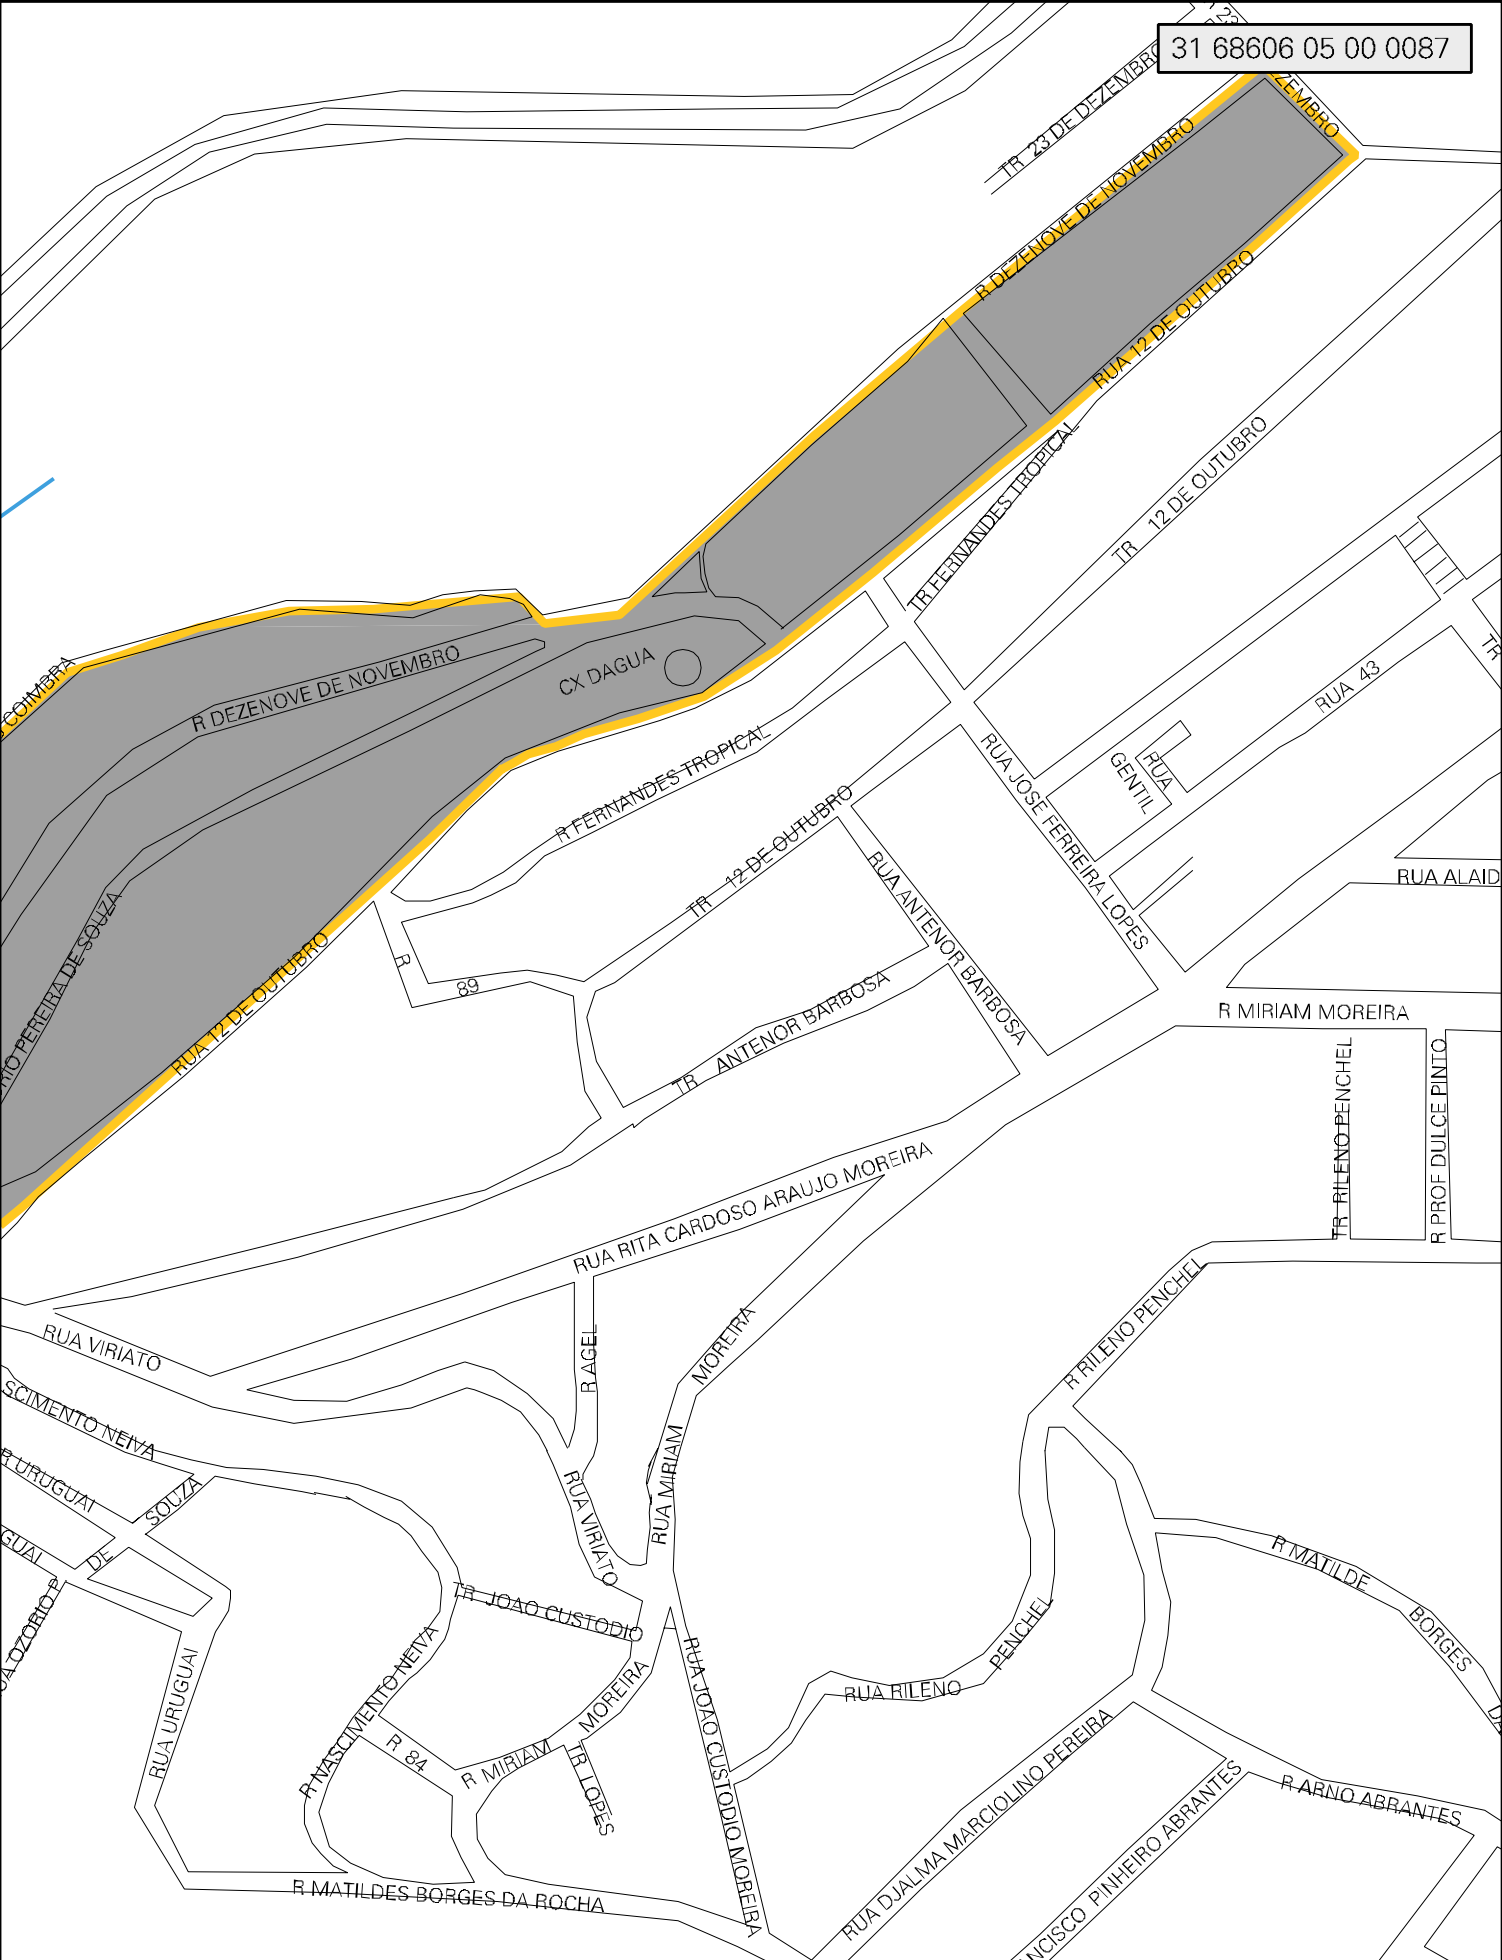 31 68606 05 00 0087
ZEMBRO
TR 23 DE DEZEMBRO
R DEZENOVE DE NOVEMBRO
RUA 12 DE OUTUBRO
TR FERNANDES TROPICAL
TR 12 DE OUTUBRO
COIMBRA
R DEZENOVE DE NOVEMBRO
CX DAGUA
TR
RUA 43
RUA
GENTIL
R FERNANDES TROPICAL
TR 12 DE OUTUBRO
RUA JOSE FERREIRA LOPES
RUA ALAID
RUA ANTENOR BARBOSA
RIO PEREIRA DE SOUZA
RUA 12 DE OUTUBRO
R 89
TR ANTENOR BARBOSA
R MIRIAM MOREIRA
TR RILENO PENCHEL
R PROF DULCE PINTO
RUA RITA CARDOSO ARAUJO MOREIRA
R RILENO PENCHEL
RUA VIRIATO
R AGEL
RUA MIRIAM MOREIRA
SCIMENTO NEIVA
R URUGUAI
GUAI
DE SOUZA
RUA VIRIATO
UA OZORIO P
TR JOAO CUSTODIO
R MATILDE BORGES DA
RUA URUGUAI
R NASCIMENTO NEIVA
R 84
R MIRIAM MOREIRA
TR LOPES
RUA JOAO CUSTODIO MOREIRA
RUA RILENO PENCHEL
RUA DJALMA MARCIOLINO PEREIRA
NCISCO PINHEIRO ABRANTES
R ARNO ABRANTES
R MATILDES BORGES DA ROCHA